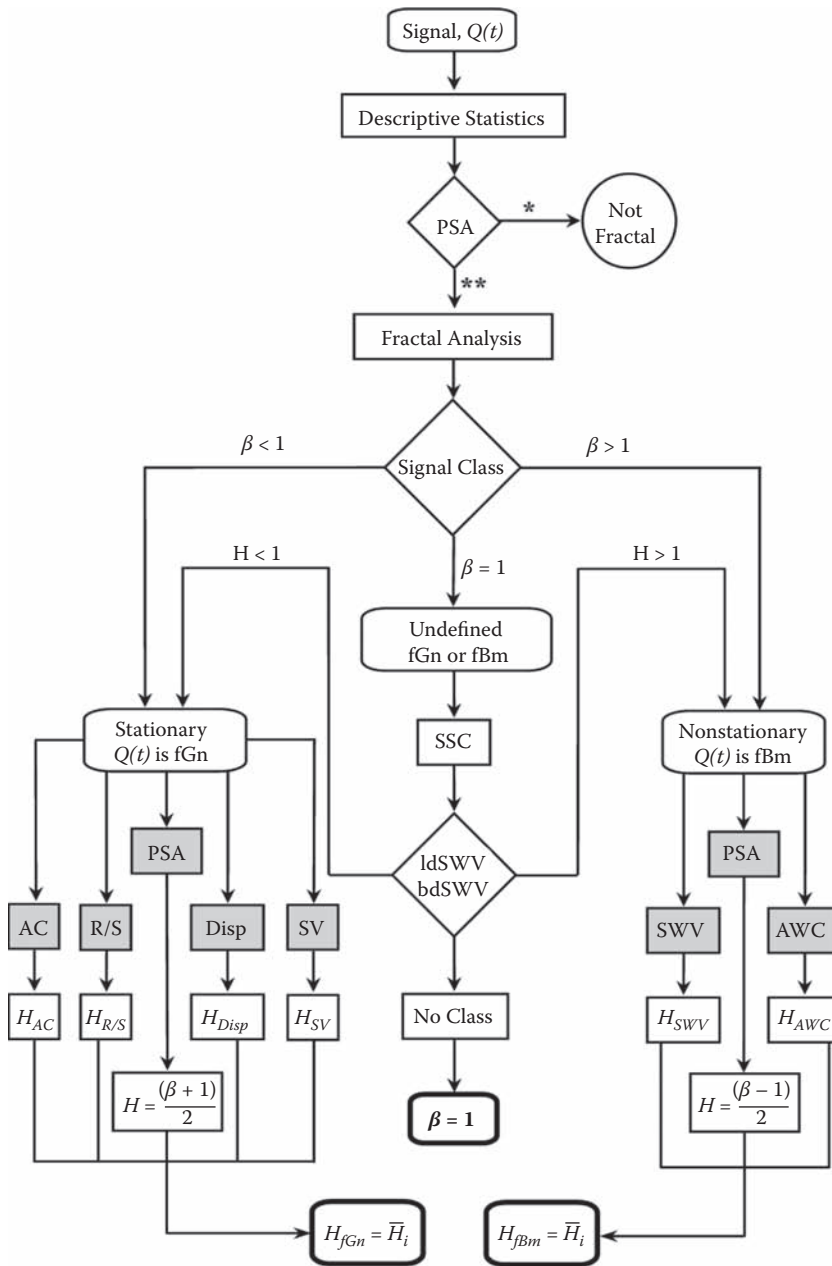 Signal, Q(t)
Descriptive Statistics
PSA
*
Not
Fractal
**
Fractal Analysis
β < 1
Signal Class
β > 1
H < 1
β = 1
H > 1
Undefined
fGn or fBm
Stationary
Q(t) is fGn
SSC
Nonstationary
Q(t) is fBm
PSA
ldSWV
bdSWV
PSA
AC
R/S
Disp
SV
SWV
AWC
H_AC
H_R/S
H_Disp
H_SV
No Class
H_SWV
H_AWC
H = (β + 1)/2
β = 1
H = (β − 1)/2
H_fGn = H̅_i
H_fBm = H̅_i